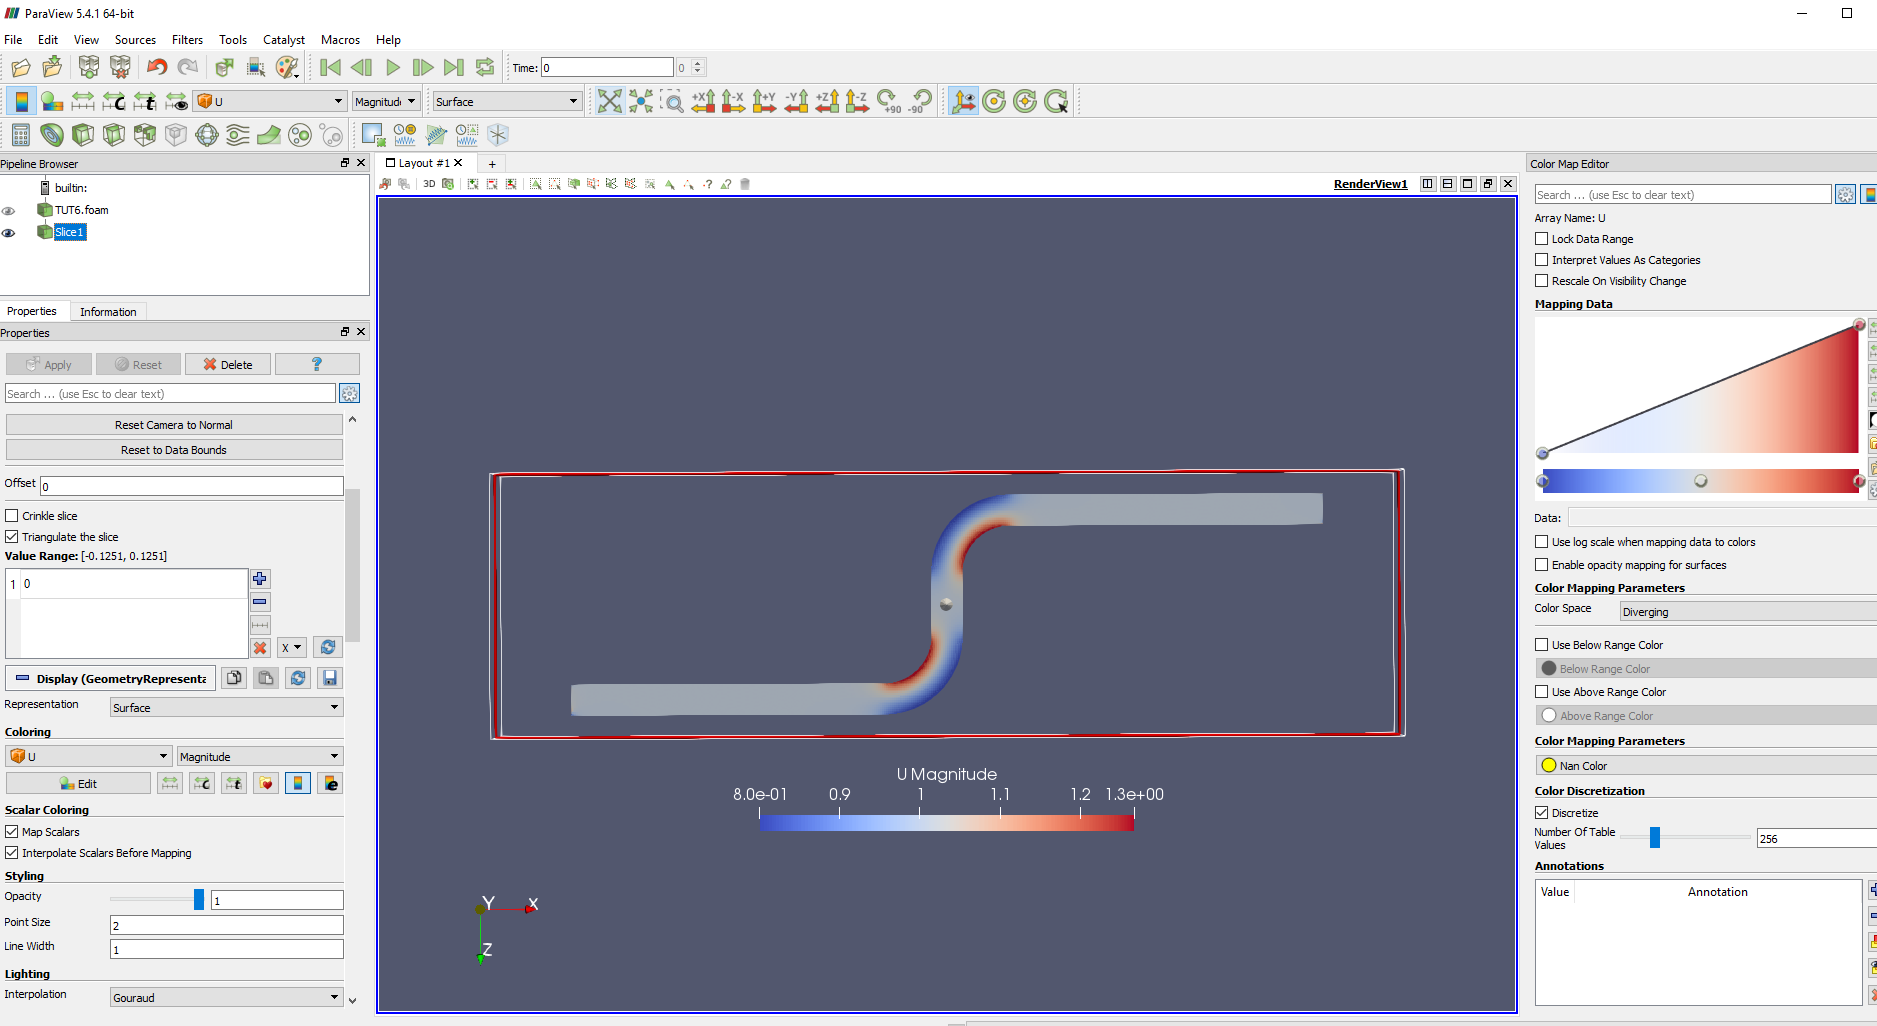 ParaView 5.4.1 64-bit
File Edit View Sources Filters Tools Catalyst Macros Help
Time: 0 0
U Magnitude Surface +X -X +Y -Y +Z -Z +90 -90
Pipeline Browser
builtin:
TUT6.foam
Slice1
Properties Information
Properties
Apply Reset Delete ?
Search ... (use Esc to clear text)
Reset Camera to Normal
Reset to Data Bounds
Offset 0
Crinkle slice
Triangulate the slice
Value Range: [-0.1251, 0.1251]
1 0
X
Display (GeometryRepresenta
Representation Surface
Coloring
U Magnitude
Edit
Scalar Coloring
Map Scalars
Interpolate Scalars Before Mapping
Styling
Opacity 1
Point Size 2
Line Width 1
Lighting
Interpolation Gouraud
Layout #1 +
3D RenderView1
U Magnitude
8.0e-01 0.9 1 1.1 1.2 1.3e+00
Y X
Z
Color Map Editor
Search ... (use Esc to clear text)
Array Name: U
Lock Data Range
Interpret Values As Categories
Rescale On Visibility Change
Mapping Data
Data:
Use log scale when mapping data to colors
Enable opacity mapping for surfaces
Color Mapping Parameters
Color Space Diverging
Use Below Range Color
Below Range Color
Use Above Range Color
Above Range Color
Color Mapping Parameters
Nan Color
Color Discretization
Discretize
Number Of Table
Values 256
Annotations
Value Annotation